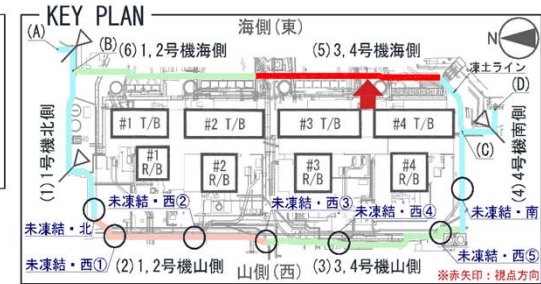 KEY PLAN
海側(東)
N
(A)
(B)
(6)1,2号機海側
(5)3,4号機海側
凍土ライン
(D)
#1 T/B
#2 T/B
#3 T/B
#4 T/B
(C)
(1)1号機北側
#1
R/B
#2
R/B
#3
R/B
#4
R/B
(4)4号機南側
未凍結・北
未凍結・西②
未凍結・西③
未凍結・西④
未凍結・南
未凍結・西①
(2)1,2号機山側
山側(西)
(3)3,4号機山側
未凍結・西⑤
※赤矢印:視点方向